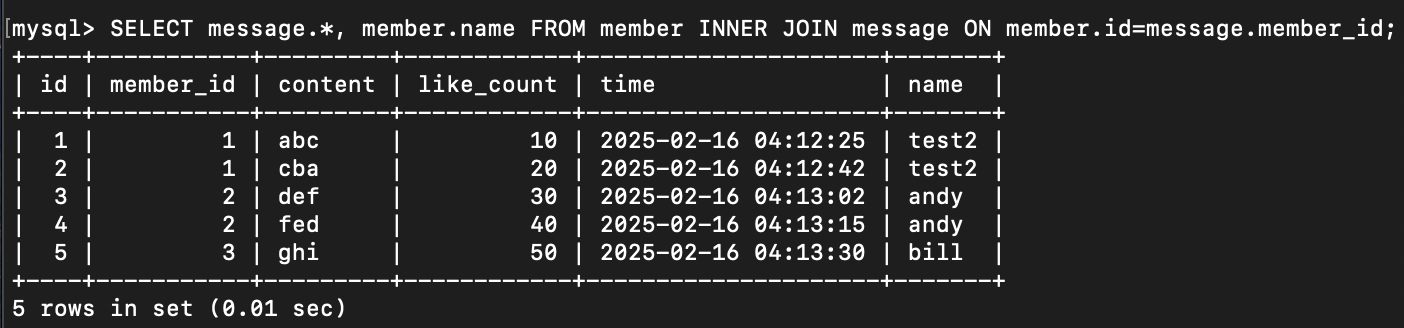 [mysql> SELECT message.*, member.name FROM member INNER JOIN message ON member.id=message.member_id;
+----+-----------+---------+------------+---------------------+-------+
| id | member_id | content | like_count | time                | name  |
+----+-----------+---------+------------+---------------------+-------+
|  1 |         1 | abc     |         10 | 2025-02-16 04:12:25 | test2 |
|  2 |         1 | cba     |         20 | 2025-02-16 04:12:42 | test2 |
|  3 |         2 | def     |         30 | 2025-02-16 04:13:02 | andy  |
|  4 |         2 | fed     |         40 | 2025-02-16 04:13:15 | andy  |
|  5 |         3 | ghi     |         50 | 2025-02-16 04:13:30 | bill  |
+----+-----------+---------+------------+---------------------+-------+
5 rows in set (0.01 sec)